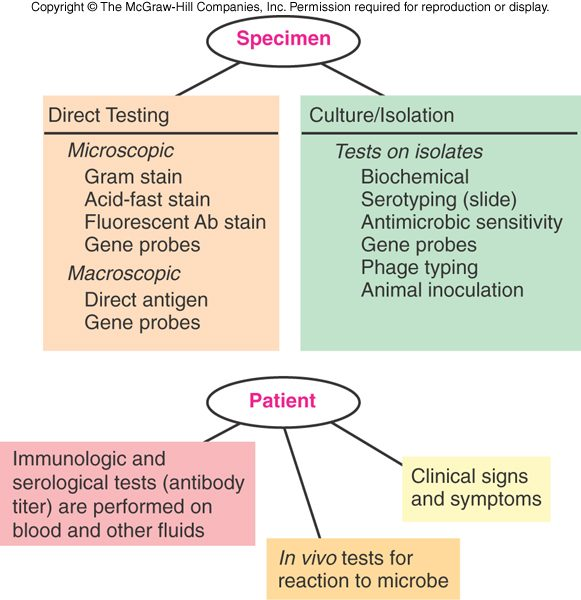 Copyright © The McGraw-Hill Companies, Inc. Permission required for reproduction or display.
Specimen
Direct Testing
Microscopic
Gram stain
Acid-fast stain
Fluorescent Ab stain
Gene probes
Macroscopic
Direct antigen
Gene probes
Culture/Isolation
Tests on isolates
Biochemical
Serotyping (slide)
Antimicrobic sensitivity
Gene probes
Phage typing
Animal inoculation
Patient
Immunologic and
serological tests (antibody
titer) are performed on
blood and other fluids
In vivo tests for
reaction to microbe
Clinical signs
and symptoms